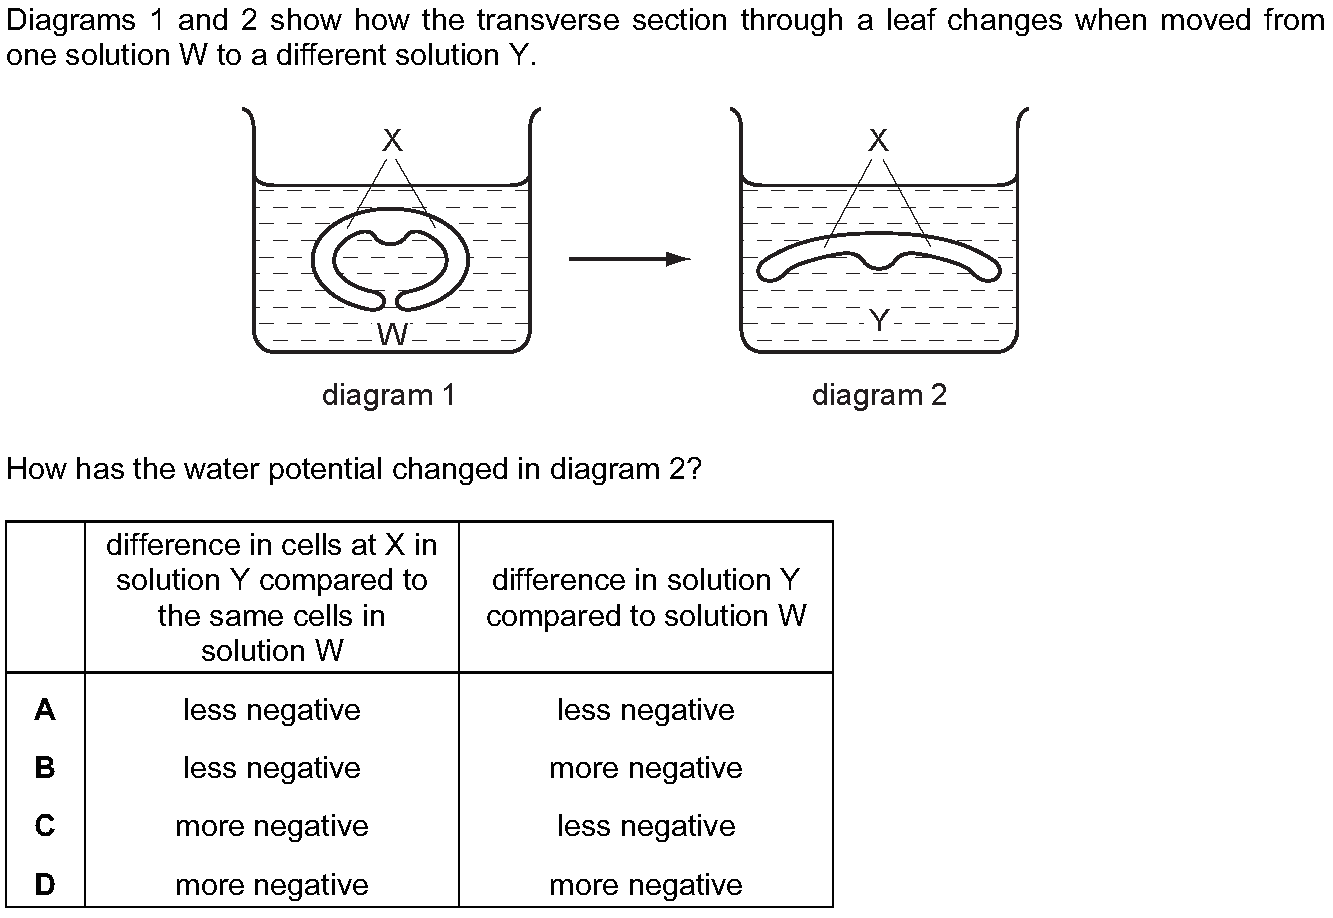 Diagrams 1 and 2 show how the transverse section through a leaf changes when moved from
one solution W to a different solution Y.
X
X
W
Y
diagram 1
diagram 2
How has the water potential changed in diagram 2?
difference in cells at X in
solution Y compared to
the same cells in
solution W
difference in solution Y
compared to solution W
A less negative less negative
B less negative more negative
C more negative less negative
D more negative more negative